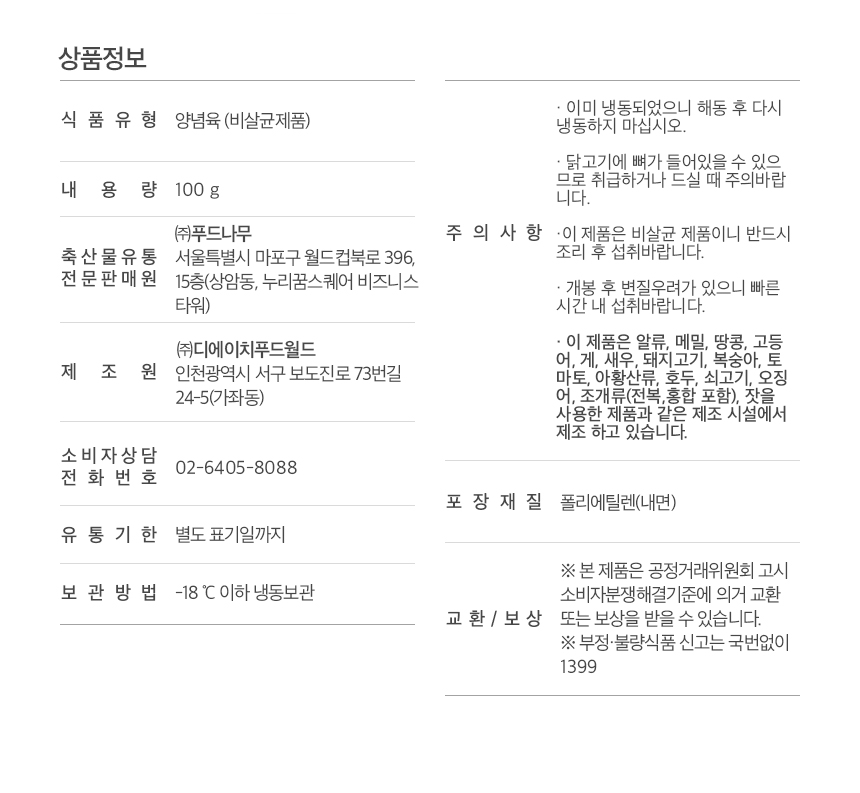 상품정보
식품유형 양념육 (비살균제품)
내용량 100 g
축산물유통
전문판매원
㈜푸드나무
서울특별시 마포구 월드컵북로 396,
15층(상암동, 누리꿈스퀘어 비즈니스
타워)
제조원
㈜디에이치푸드월드
인천광역시 서구 보도진로 73번길
24-5(가좌동)
소비자상담
전화번호
02-6405-8088
유통기한 별도 표기일까지
보관방법 -18 ℃ 이하 냉동보관
주의사항
· 이미 냉동되었으니 해동 후 다시
냉동하지 마십시오.
· 닭고기에 뼈가 들어있을 수 있으
므로 취급하거나 드실 때 주의바랍
니다.
·이 제품은 비살균 제품이니 반드시
조리 후 섭취바랍니다.
· 개봉 후 변질우려가 있으니 빠른
시간 내 섭취바랍니다.
· 이 제품은 알류, 메밀, 땅콩, 고등
어, 게, 새우, 돼지고기, 복숭아, 토
마토, 아황산류, 호두, 쇠고기, 오징
어, 조개류(전복,홍합 포함), 잣을
사용한 제품과 같은 제조 시설에서
제조 하고 있습니다.
포장재질 폴리에틸렌(내면)
교환/보상
※ 본 제품은 공정거래위원회 고시
소비자분쟁해결기준에 의거 교환
또는 보상을 받을 수 있습니다.
※ 부정·불량식품 신고는 국번없이
1399